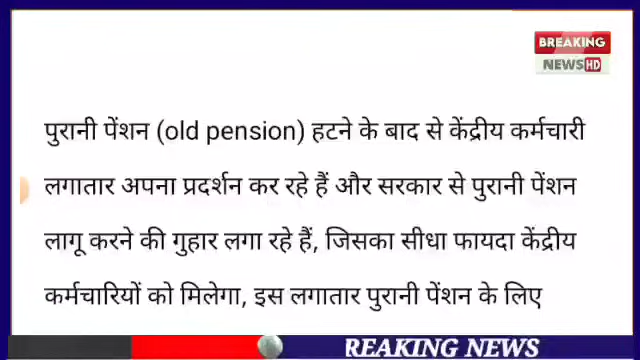 BREAKING
NEWS HD
पुरानी पेंशन (old pension) हटने के बाद से केंद्रीय कर्मचारी
लगातार अपना प्रदर्शन कर रहे हैं और सरकार से पुरानी पेंशन
लागू करने की गुहार लगा रहे हैं, जिसका सीधा फायदा केंद्रीय
कर्मचारियों को मिलेगा, इस लगातार पुरानी पेंशन के लिए
REAKING NEWS